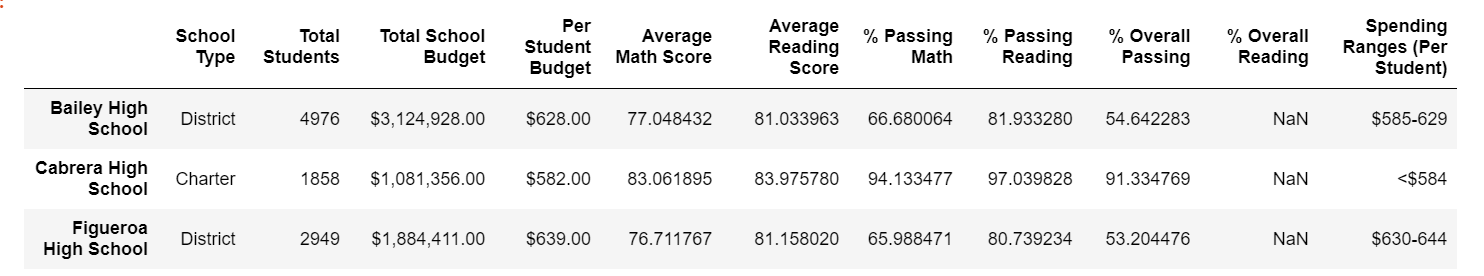 School Type Total Students Total School Budget Per Student Budget Average Math Score Average Reading Score % Passing Math % Passing Reading % Overall Passing % Overall Reading Spending Ranges (Per Student)
Bailey High School District 4976 $3,124,928.00 $628.00 77.048432 81.033963 66.680064 81.933280 54.642283 NaN $585-629
Cabrera High School Charter 1858 $1,081,356.00 $582.00 83.061895 83.975780 94.133477 97.039828 91.334769 NaN <$584
Figueroa High School District 2949 $1,884,411.00 $639.00 76.711767 81.158020 65.988471 80.739234 53.204476 NaN $630-644